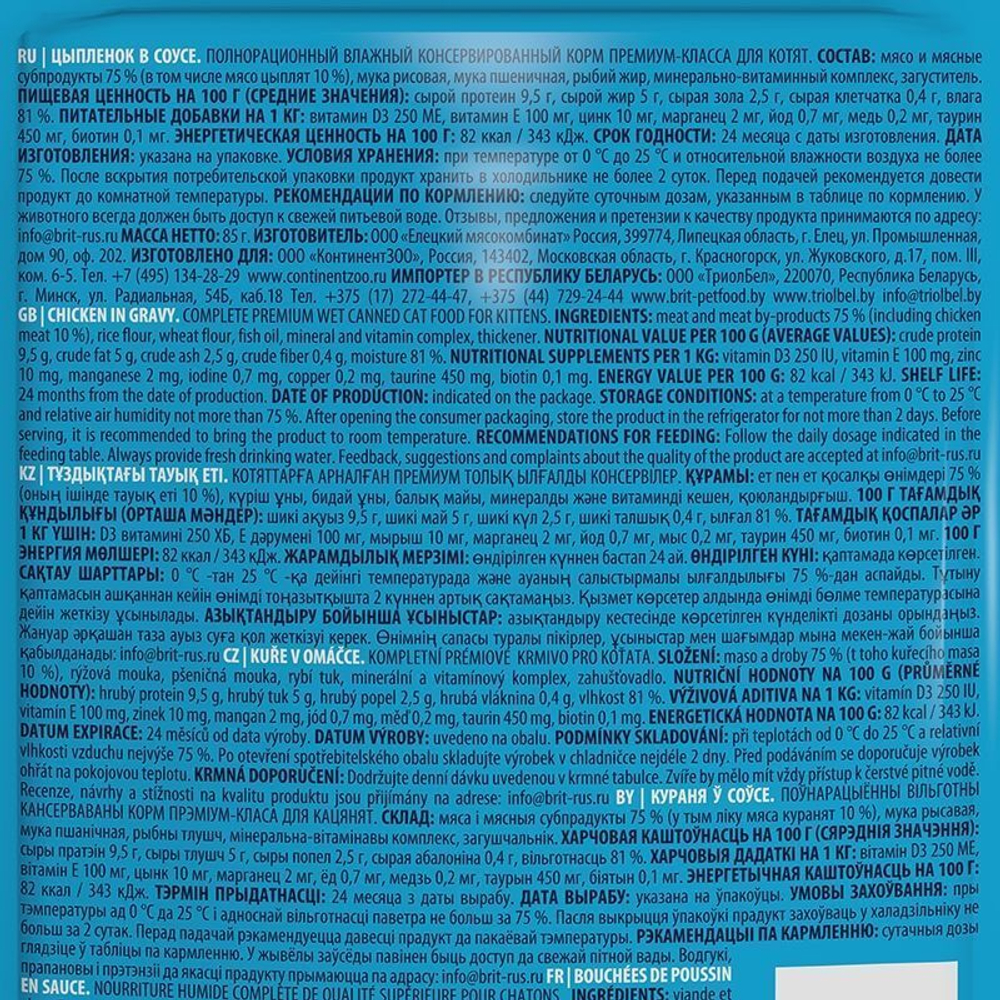 RU | ЦЫПЛЕНОК В СОУСЕ. ПОЛНОРАЦИОННЫЙ ВЛАЖНЫЙ КОНСЕРВИРОВАННЫЙ КОРМ ПРЕМИУМ-КЛАССА ДЛЯ КОТЯТ. СОСТАВ: мясо и мясные
субпродукты 75 % (в том числе мясо цыплят 10 %), мука рисовая, мука пшеничная, рыбий жир, минерально-витаминный комплекс, загуститель.
ПИЩЕВАЯ ЦЕННОСТЬ НА 100 Г (СРЕДНИЕ ЗНАЧЕНИЯ): сырой протеин 9,5 г, сырой жир 5 г, сырая зола 2,5 г, сырая клетчатка 0,4 г, влага
81 %. ПИТАТЕЛЬНЫЕ ДОБАВКИ НА 1 КГ: витамин D3 250 МЕ, витамин E 100 мг, цинк 10 мг, марганец 2 мг, йод 0,7 мг, медь 0,2 мг, таурин
450 мг, биотин 0,1 мг. ЭНЕРГЕТИЧЕСКАЯ ЦЕННОСТЬ НА 100 Г: 82 ккал / 343 кДж. СРОК ГОДНОСТИ: 24 месяца с даты изготовления. ДАТА
ИЗГОТОВЛЕНИЯ: указана на упаковке. УСЛОВИЯ ХРАНЕНИЯ: при температуре от 0 °C до 25 °C и относительной влажности воздуха не более
75 %. После вскрытия потребительской упаковки продукт хранить в холодильнике не более 2 суток. Перед подачей рекомендуется довести
продукт до комнатной температуры. РЕКОМЕНДАЦИИ ПО КОРМЛЕНИЮ: следуйте суточным дозам, указанным в таблице по кормлению. У
животного всегда должен быть доступ к свежей питьевой воде. Отзывы, предложения и претензии к качеству продукта принимаются по адресу:
info@brit-rus.ru МАССА НЕТТО: 85 г. ИЗГОТОВИТЕЛЬ: ООО «Елецкий мясокомбинат» Россия, 399774, Липецкая область, г. Елец, ул. Промышленная,
дом 90, оф. 202. ИЗГОТОВЛЕНО ДЛЯ: ООО «КонтинентЗОО», Россия, 143402, Московская область, г. Красногорск, ул. Жуковского, д.17, пом. III,
ком. 6-5. Тел. +7 (495) 134-28-29 www.continentzoo.ru ИМПОРТЕР В РЕСПУБЛИКУ БЕЛАРУСЬ: ООО «ТриолБел», 220070, Республика Беларусь,
г. Минск, ул. Радиальная, 54Б, каб.18 Тел. +375 (17) 272-44-47, +375 (44) 729-24-44 www.brit-petfood.by www.triolbel.by info@triolbel.by
GB | CHICKEN IN GRAVY. COMPLETE PREMIUM WET CANNED CAT FOOD FOR KITTENS. INGREDIENTS: meat and meat by-products 75 % (including chicken
meat 10 %), rice flour, wheat flour, fish oil, mineral and vitamin complex, thickener. NUTRITIONAL VALUE PER 100 G (AVERAGE VALUES): crude protein
9,5 g, crude fat 5 g, crude ash 2,5 g, crude fiber 0,4 g, moisture 81 %. NUTRITIONAL SUPPLEMENTS PER 1 KG: vitamin D3 250 IU, vitamin E 100 mg, zinc
10 mg, manganese 2 mg, iodine 0,7 mg, copper 0,2 mg, taurine 450 mg, biotin 0,1 mg. ENERGY VALUE PER 100 G: 82 kcal / 343 kJ. SHELF LIFE:
24 months from the date of production. DATE OF PRODUCTION: indicated on the package. STORAGE CONDITIONS: at a temperature from 0 °C to 25 °C
and relative air humidity not more than 75 %. After opening the consumer packaging, store the product in the refrigerator for not more than 2 days. Before
serving, it is recommended to bring the product to room temperature. RECOMMENDATIONS FOR FEEDING: Follow the daily dosage indicated in the
feeding table. Always provide fresh drinking water. Feedback, suggestions and complaints about the quality of the product are accepted at info@brit-rus.ru
KZ | ТҰЗДЫҚТАҒЫ ТАУЫҚ ЕТІ. КОТЯТТАРҒА АРНАЛҒАН ПРЕМИУМ ТОЛЫҚ ЫЛҒАЛДЫ КОНСЕРВІЛЕР. ҚҰРАМЫ: ет пен ет қосалқы өнімдері 75 %
(оның ішінде тауық еті 10 %), күріш ұны, бидай ұны, балық майы, минералды және витаминді кешен, қоюландырғыш. 100 Г ТАҒАМДЫҚ
ҚҰНДЫЛЫҒЫ (ОРТАША МӘНДЕР): шикі ақуыз 9,5 г, шикі май 5 г, шикі күл 2,5 г, шикі талшық 0,4 г, ылғал 81 %. ТАҒАМДЫҚ ҚОСПАЛАР ӘР
1 КГ ҮШІН: D3 витамині 250 ХБ, Е дәрумені 100 мг, мырыш 10 мг, марганец 2 мг, йод 0,7 мг, мыс 0,2 мг, таурин 450 мг, биотин 0,1 мг. 100 Г
ЭНЕРГИЯ МӨЛШЕРІ: 82 ккал / 343 кДж. ЖАРАМДЫЛЫҚ МЕРЗІМІ: өндірілген күннен бастап 24 ай. ӨНДІРІЛГЕН КҮНІ: қаптамада көрсетілген.
САҚТАУ ШАРТТАРЫ: 0 °C -тан 25 °C -қа дейінгі температурада және ауаның салыстырмалы ылғалдылығы 75 %-дан аспайды. Тұтыну
қаптамасын ашқаннан кейін өнімді тоңазытқышта 2 күннен артық сақтамаңыз. Қызмет көрсетер алдында өнімді бөлме температурасына
дейін жеткізу ұсынылады. АЗЫҚТАНДЫРУ БОЙЫНША ҰСЫНЫСТАР: азықтандыру кестесінде көрсетілген күнделікті дозаны орындаңыз.
Жануар әрқашан таза ауыз суға қол жеткізуі керек. Өнімнің сапасы туралы пікірлер, ұсыныстар мен шағымдар мына мекен-жай бойынша
қабылданады: info@brit-rus.ru CZ | KUŘE V OMÁČCE. KOMPLETNÍ PRÉMIOVÉ KRMIVO PRO KOŤATA. SLOŽENÍ: maso a droby 75 % (t toho kuřecího masa
10 %), rýžová mouka, pšeničná mouka, rybí tuk, minerální a vitamínový komplex, zahušťovadlo. NUTRIČNÍ HODNOTY NA 100 G (PRŮMĚRNÉ
HODNOTY): hrubý protein 9,5 g, hrubý tuk 5 g, hrubý popel 2,5 g, hrubá vláknina 0,4 g, vlhkost 81 %. VÝŽIVOVÁ ADITIVA NA 1 KG: vitamín D3 250 IU,
vitamín E 100 mg, zinek 10 mg, mangan 2 mg, jód 0,7 mg, měď 0,2 mg, taurin 450 mg, biotin 0,1 mg. ENERGETICKÁ HODNOTA NA 100 G: 82 kcal / 343 kJ.
DATUM EXPIRACE: 24 měsíců od data výroby. DATUM VÝROBY: uvedeno na obalu. PODMÍNKY SKLADOVÁNÍ: při teplotách od 0 °C do 25 °C a relativní
vlhkosti vzduchu nejvýše 75 %. Po otevření spotřebitelského obalu skladujte výrobek v chladničce nejdéle 2 dny. Před podáváním se doporučuje výrobek
ohřát na pokojovou teplotu. KRMNÁ DOPORUČENÍ: Dodržujte denní dávku uvedenou v krmné tabulce. Zvíře by mělo mít vždy přístup k čerstvé pitné vodě.
Recenze, návrhy a stížnosti na kvalitu produktu jsou přijímány na adrese: info@brit-rus.ru BY | КУРАНЯ Ў СОЎСЕ. ПОЎНАРАЦЫЁННЫ ВІЛЬГОТНЫ
КАНСЕРВАВАНЫ КОРМ ПРЭМІУМ-КЛАСА ДЛЯ КАЦЯНЯТ. СКЛАД: мяса і мясныя субпрадукты 75 % (у тым ліку мяса куранят 10 %), мука рысавая,
мука пшанічная, рыбны тлушч, мінеральна-вітамінавы комплекс, загушчальнік. ХАРЧОВАЯ КАШТОЎНАСЦЬ НА 100 Г (СЯРЭДНІЯ ЗНАЧЭННЯ):
сыры пратэін 9,5 г, сыры тлушч 5 г, сыры попел 2,5 г, сырая абалоніна 0,4 г, вільготнасць 81 %. ХАРЧОВЫЯ ДАДАТКІ НА 1 КГ: вітамін D3 250 МЕ,
вітамін E 100 мг, цынк 10 мг, марганец 2 мг, ёд 0,7 мг, медзь 0,2 мг, таурын 450 мг, біятын 0,1 мг. ЭНЕРГЕТЫЧНАЯ КАШТОЎНАСЦЬ НА 100 Г:
82 ккал / 343 кДж. ТЭРМІН ПРЫДАТНАСЦІ: 24 месяца з даты вырабу. ДАТА ВЫРАБУ: указана на ўпакоўцы. УМОВЫ ЗАХОЎВАННЯ: пры
тэмпературы ад 0 °C да 25 °C і адноснай вільготнасці паветра не больш за 75 %. Пасля выкрыцця ўпакоўкі прадукт захоўваць у халадзільніку не
больш за 2 сутак. Перад падачай рэкамендуецца давесці прадукт да пакаёвай тэмпературы. РЭКАМЕНДАЦЫІ ПА КАРМЛЕННЮ: сутачныя дозы
глядзіце ў табліцы па кармленню. У жывёлы заўсёды павінен быць доступ да свежай пітной вады. Водгукі,
прапановы і прэтэнзіі да якасці прадукту прымаюцца па адрасу: info@brit-rus.ru FR | BOUCHÉES DE POUSSIN
EN SAUCE. NOURRITURE HUMIDE COMPLÈTE DE QUALITÉ SUPÉRIEURE POUR CHATONS. INGRÉDIENTS: viande et